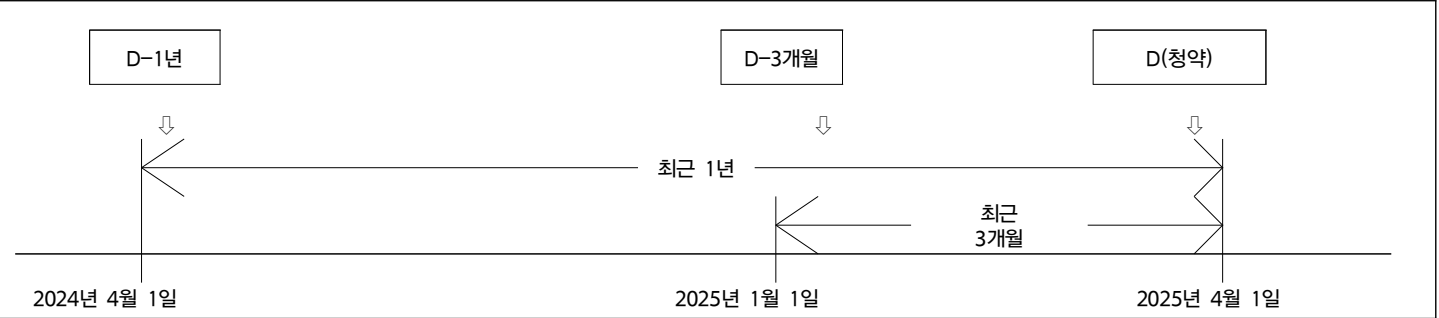 D-1년
D-3개월
D(청약)
최근 1년
최근
3개월
2024년 4월 1일
2025년 1월 1일
2025년 4월 1일